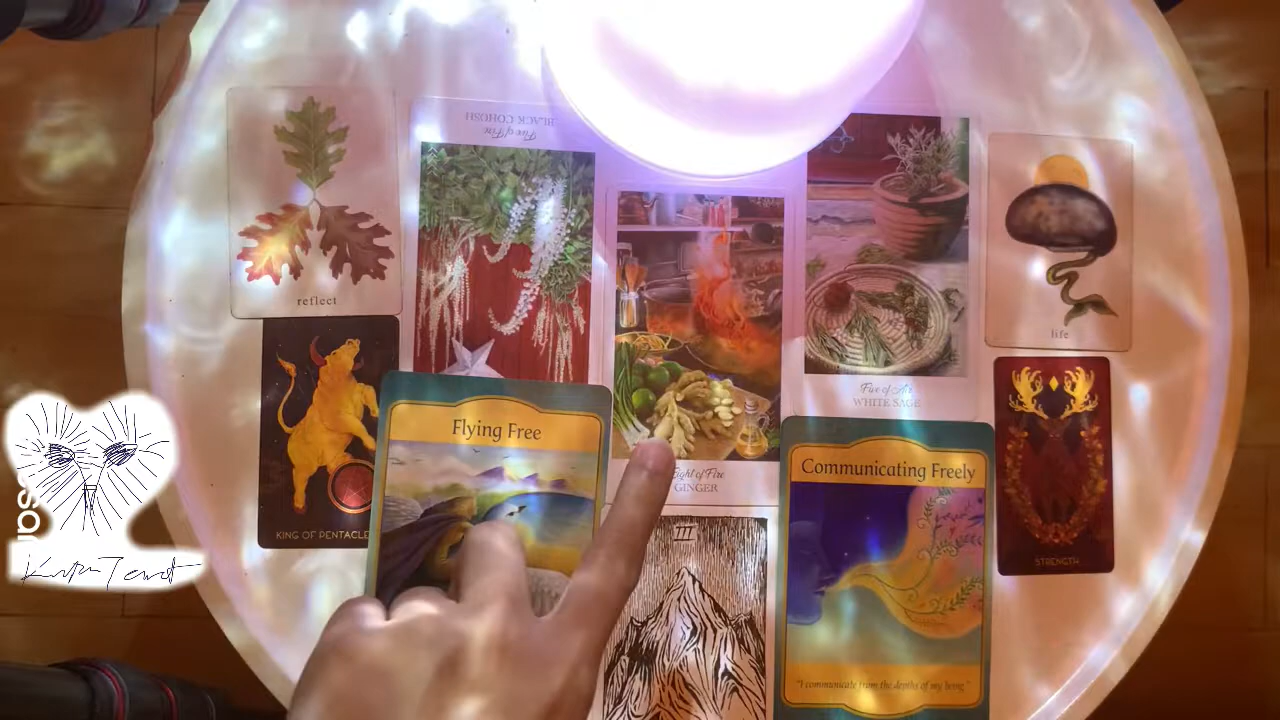 Five of Fire
BLACK COHOSH
reflect
Five of Air
WHITE SAGE
life
KING OF PENTACLE
Flying Free
Eight of Fire
GINGER
III
Communicating Freely
"I communicate from the depths of my being."
STRENGTH